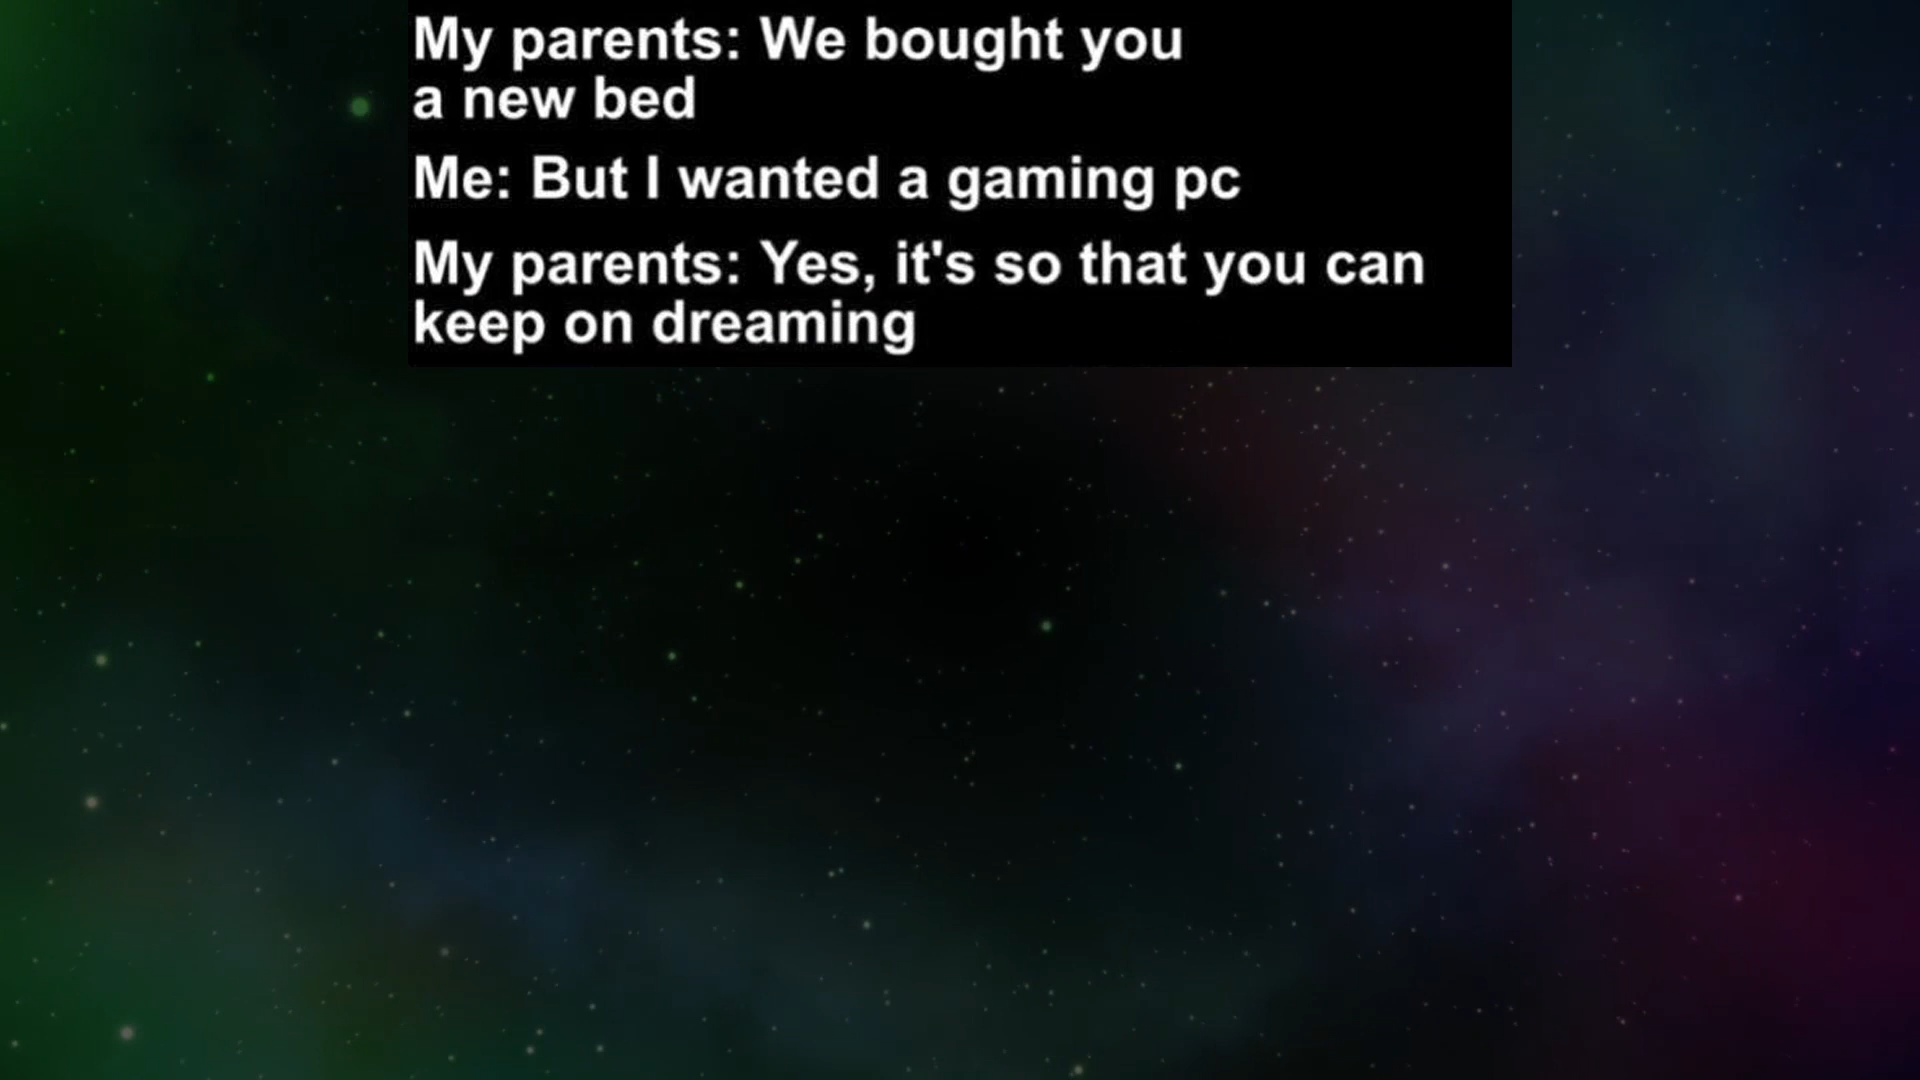 My parents: We bought you
a new bed
Me: But I wanted a gaming pc
My parents: Yes, it's so that you can
keep on dreaming